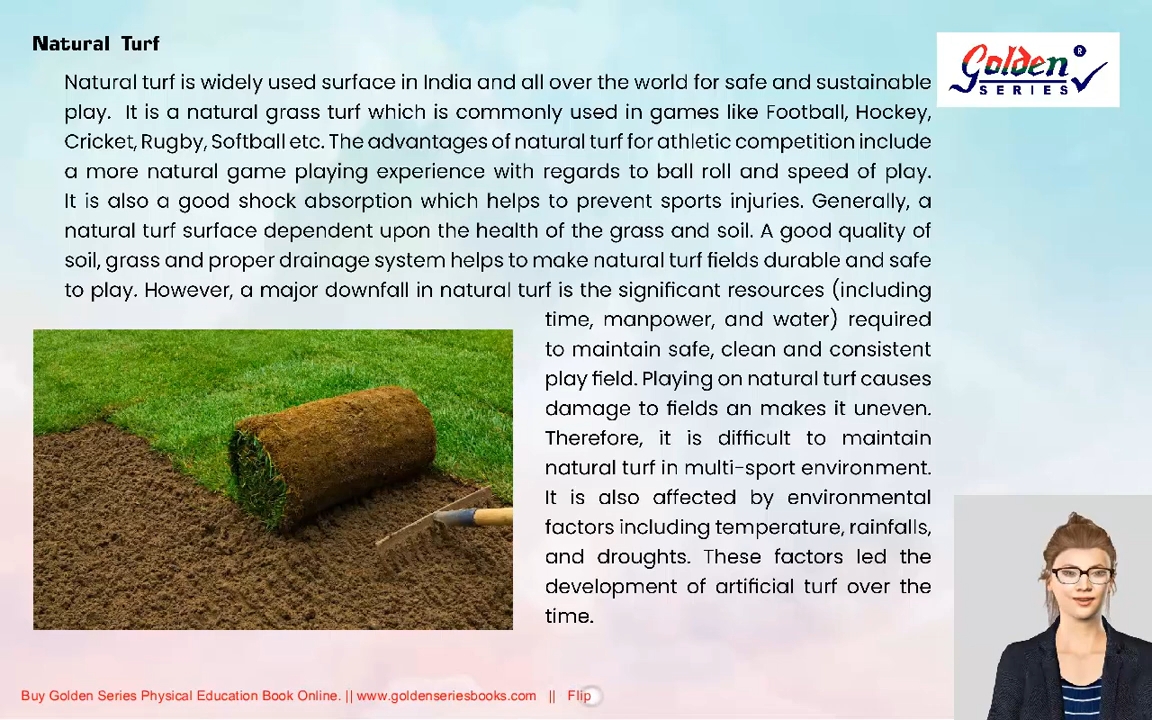 Natural Turf
Natural turf is widely used surface in India and all over the world for safe and sustainable
play. It is a natural grass turf which is commonly used in games like Football, Hockey,
Cricket, Rugby, Softball etc. The advantages of natural turf for athletic competition include
a more natural game playing experience with regards to ball roll and speed of play.
It is also a good shock absorption which helps to prevent sports injuries. Generally, a
natural turf surface dependent upon the health of the grass and soil. A good quality of
soil, grass and proper drainage system helps to make natural turf fields durable and safe
to play. However, a major downfall in natural turf is the significant resources (including
time, manpower, and water) required
to maintain safe, clean and consistent
play field. Playing on natural turf causes
damage to fields an makes it uneven.
Therefore, it is difficult to maintain
natural turf in multi-sport environment.
It is also affected by environmental
factors including temperature, rainfalls,
and droughts. These factors led the
development of artificial turf over the
time.
Golden ®
SERIES
Buy Golden Series Physical Education Book Online. || www.goldenseriesbooks.com || Flip